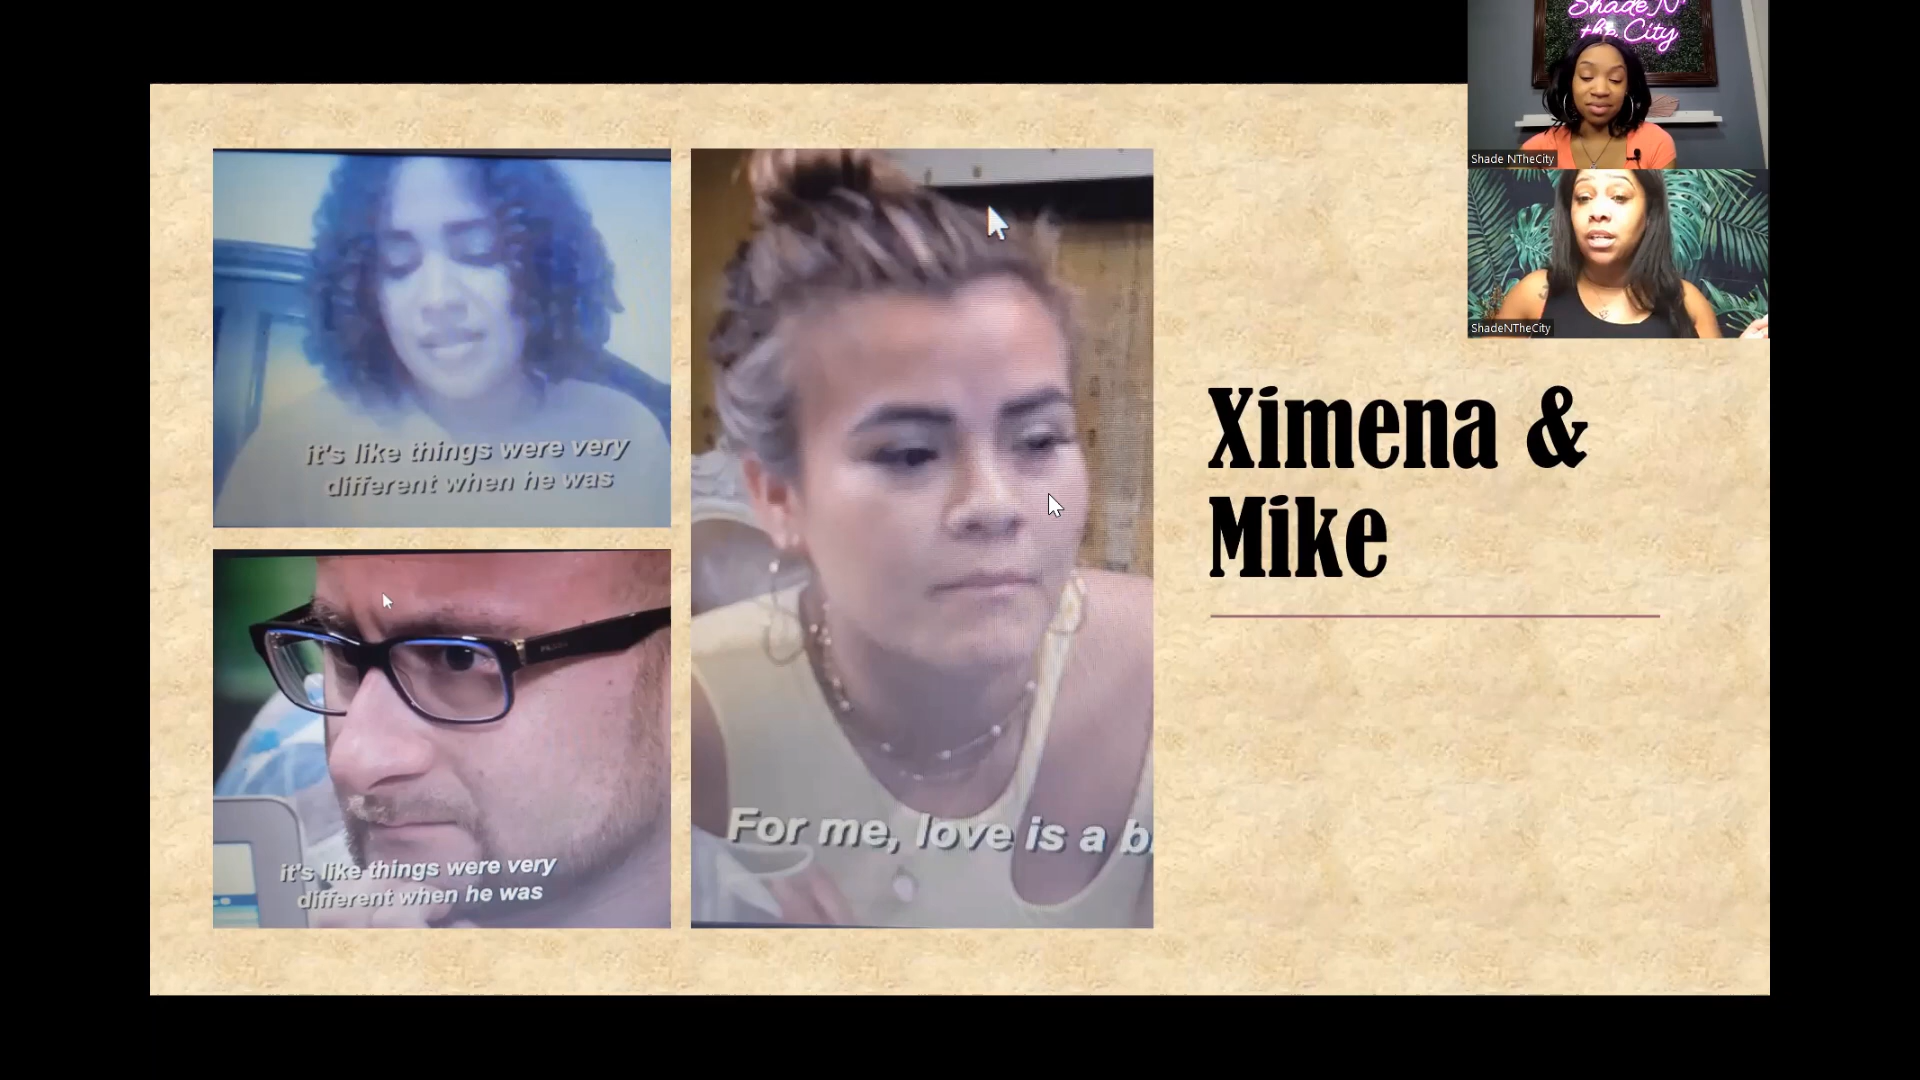 Shade N'
the City
Shade NTheCity
ShadeNTheCity
it's like things were very
different when he was
it's like things were very
different when he was
For me, love is a b
Ximena &
Mike